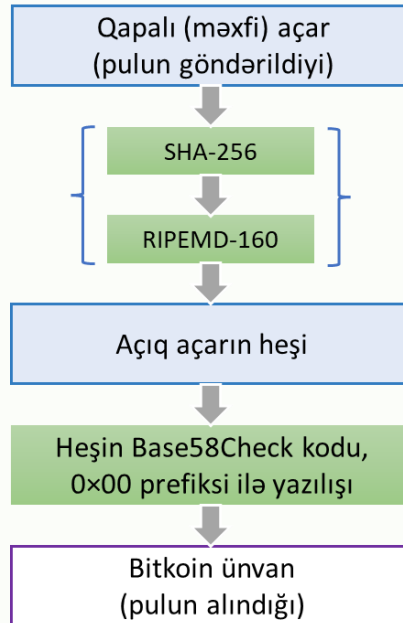 Qapalı (məxfi) açar
(pulun göndərildiyi)
SHA-256
RIPEMD-160
Açıq açarın heşi
Heşin Base58Check kodu,
0×00 prefiksi ilə yazılışı
Bitkoin ünvan
(pulun alındığı)